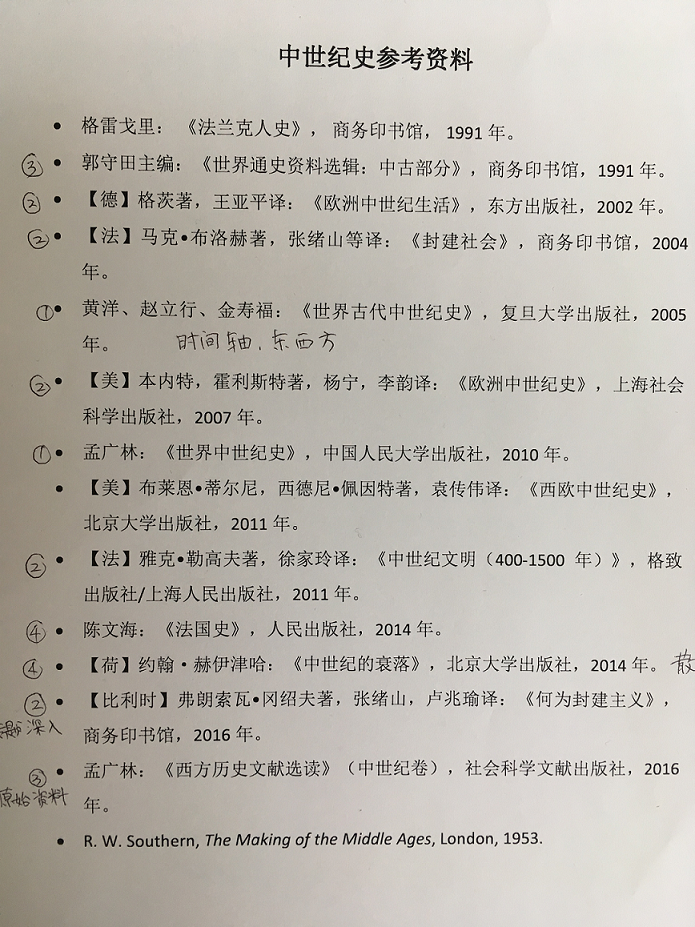 中世纪史参考资料
• 格雷戈里：《法兰克人史》，商务印书馆，1991 年。
③ • 郭守田主编：《世界通史资料选辑：中古部分》，商务印书馆，1991 年。
② • 【德】格茨著，王亚平译：《欧洲中世纪生活》，东方出版社，2002 年。
② • 【法】马克•布洛赫著，张绪山等译：《封建社会》，商务印书馆，2004
年。
① • 黄洋、赵立行、金寿福：《世界古代中世纪史》，复旦大学出版社，2005
年。 时间轴、东西方
② • 【美】本内特，霍利斯特著，杨宁，李韵译：《欧洲中世纪史》，上海社会
科学出版社，2007 年。
① • 孟广林：《世界中世纪史》，中国人民大学出版社，2010 年。
• 【美】布莱恩•蒂尔尼，西德尼•佩因特著，袁传伟译：《西欧中世纪史》，
北京大学出版社，2011 年。
② • 【法】雅克•勒高夫著，徐家玲译：《中世纪文明（400-1500 年）》，格致
出版社/上海人民出版社，2011 年。
④ • 陈文海：《法国史》，人民出版社，2014 年。
④ • 【荷】约翰·赫伊津哈：《中世纪的衰落》，北京大学出版社，2014 年。 散
② • 【比利时】弗朗索瓦•冈绍夫著，张绪山，卢兆瑜译：《何为封建主义》，
深入 商务印书馆，2016 年。
③ • 孟广林：《西方历史文献选读》（中世纪卷），社会科学文献出版社，2016
原始资料 年。
• R. W. Southern, The Making of the Middle Ages, London, 1953.